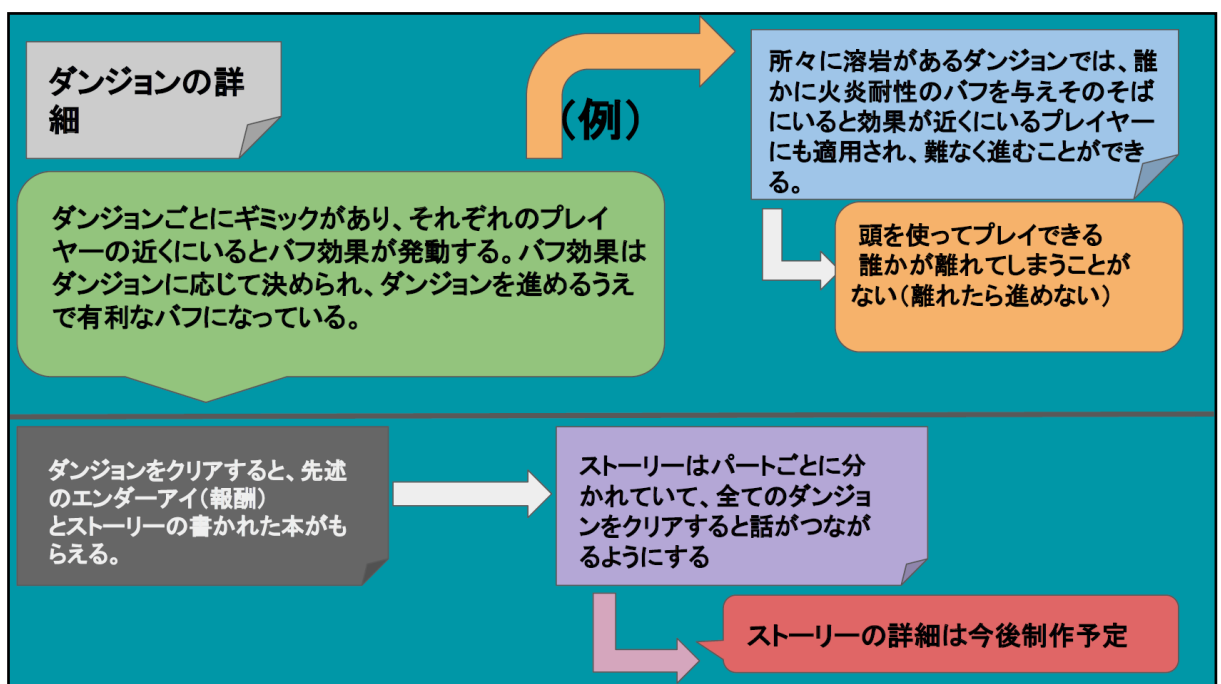 ダンジョンの詳
細
(例)
所々に溶岩があるダンジョンでは、誰
かに火炎耐性のバフを与えそのそば
にいると効果が近くにいるプレイヤー
にも適用され、難なく進むことができ
る。
ダンジョンごとにギミックがあり、それぞれのプレイ
ヤーの近くにいるとバフ効果が発動する。バフ効果は
ダンジョンに応じて決められ、ダンジョンを進めるうえ
で有利なバフになっている。
頭を使ってプレイできる
誰かが離れてしまうことが
ない(離れたら進めない)
ダンジョンをクリアすると、先述
のエンダーアイ(報酬)
とストーリーの書かれた本がも
らえる。
ストーリーはパートごとに分
かれていて、全てのダンジョ
ンをクリアすると話がつなが
るようにする
ストーリーの詳細は今後制作予定